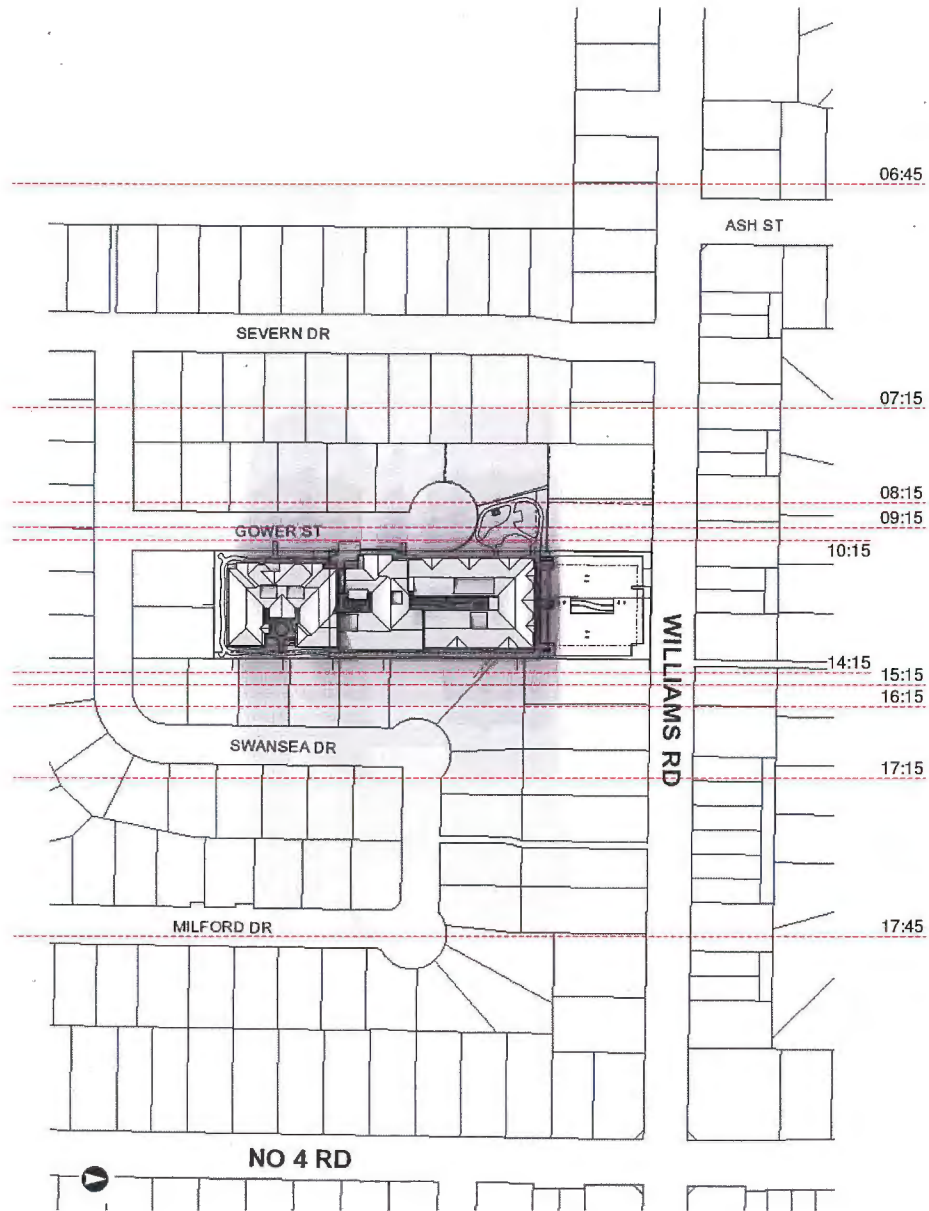 06:45
ASH ST
SEVERN DR
07:15
08:15
09:15
GOWER ST
10:15
WILLIAMS RD
14:15
15:15
16:15
SWANSEA DR
17:15
MILFORD DR
17:45
NO 4 RD